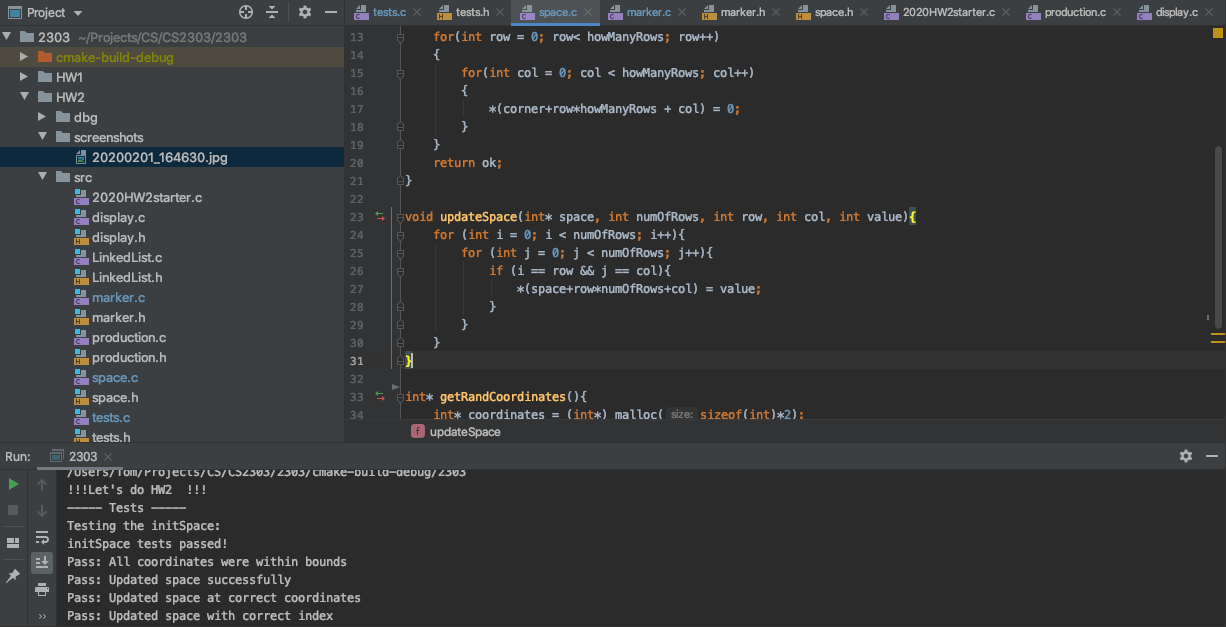 Project
tests.c
tests.h
space.c
marker.c
marker.h
space.h
2020HW2starter.c
production.c
display.c
2303 ~/Projects/CS/CS2303/2303
cmake-build-debug
HW1
HW2
dbg
screenshots
20200201_164630.jpg
src
2020HW2starter.c
display.c
display.h
LinkedList.c
LinkedList.h
marker.c
marker.h
production.c
production.h
space.c
space.h
tests.c
tests.h
13 for(int row = 0; row< howManyRows; row++)
14 {
15 for(int col = 0; col < howManyRows; col++)
16 {
17 *(corner+row*howManyRows + col) = 0;
18 }
19 }
20 return ok;
21 }
22
23 void updateSpace(int* space, int numOfRows, int row, int col, int value){
24 for (int i = 0; i < numOfRows; i++){
25 for (int j = 0; j < numOfRows; j++){
26 if (i == row && j == col){
27 *(space+row*numOfRows+col) = value;
28 }
29 }
30 }
31 }
32
33 int* getRandCoordinates(){
34 int* coordinates = (int*) malloc( size: sizeof(int)*2);
f updateSpace
Run: 2303
/Users/Tom/Projects/CS/CS2303/2303/cmake-build-debug/2303
!!!Let's do HW2 !!!
----- Tests -----
Testing the initSpace:
initSpace tests passed!
Pass: All coordinates were within bounds
Pass: Updated space successfully
Pass: Updated space at correct coordinates
Pass: Updated space with correct index